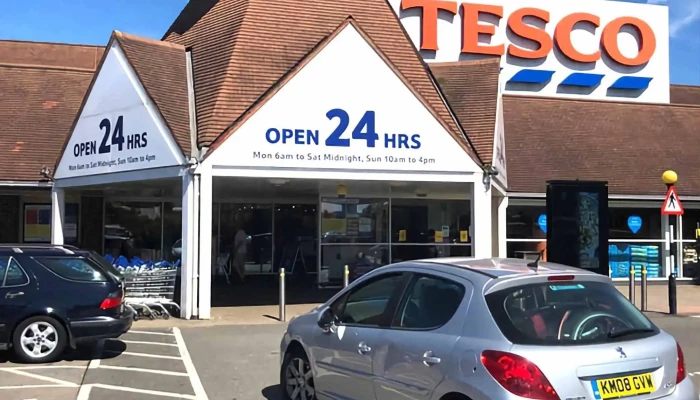 TESCO
OPEN 24 HRS
Mon 6am to Sat Midnight, Sun 10am to 4pm
OPEN 24 HRS
Mon 6am to Sat Midnight, Sun 10am to 4pm
KM08 GVW